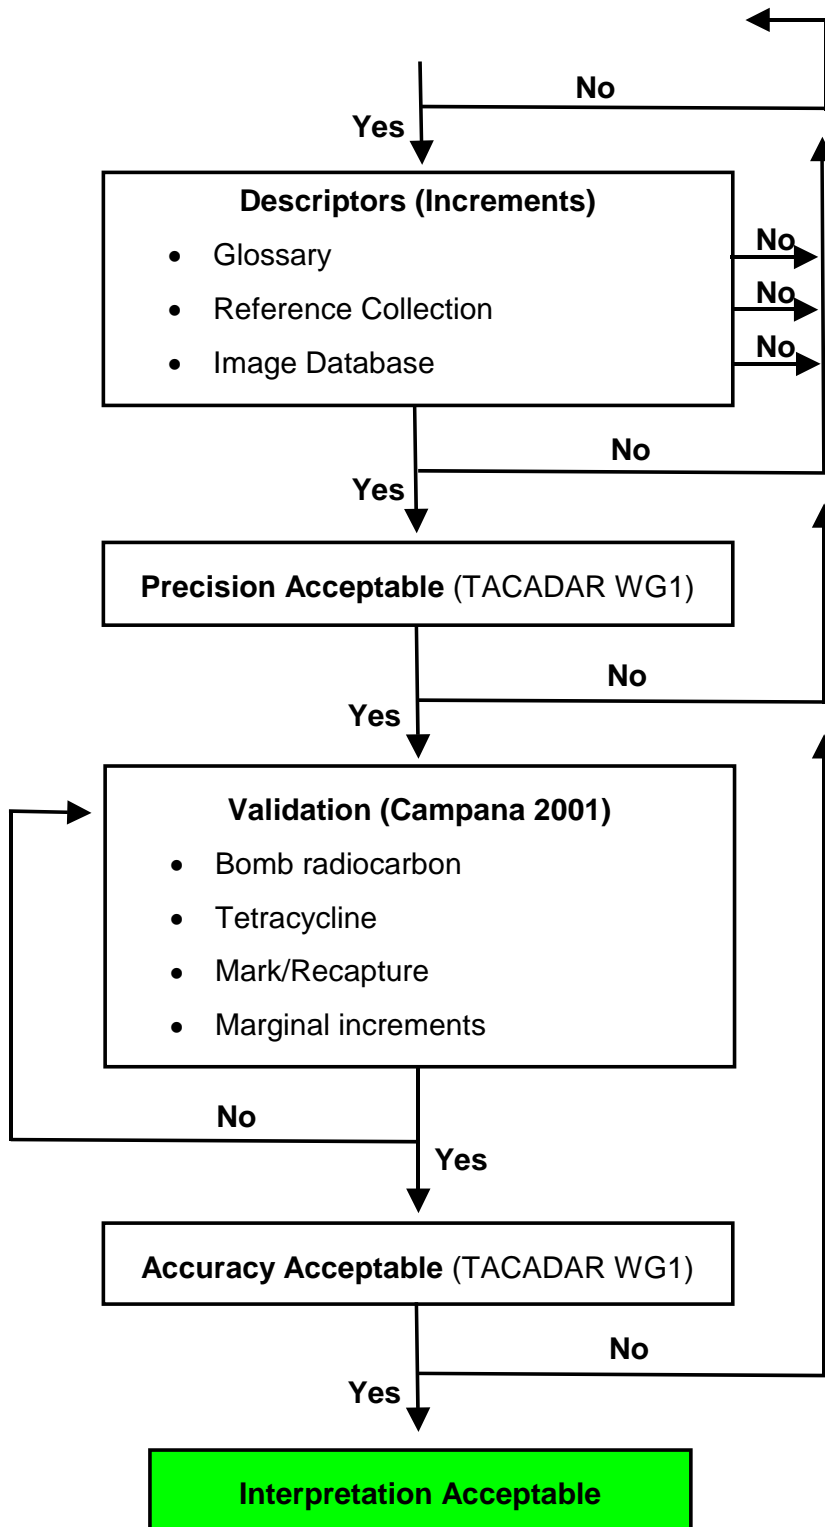 No
Yes
Descriptors (Increments)
• Glossary
No
• Reference Collection
No
• Image Database
No
No
Yes
Precision Acceptable (TACADAR WG1)
No
Yes
Validation (Campana 2001)
• Bomb radiocarbon
• Tetracycline
• Mark/Recapture
• Marginal increments
No
Yes
Accuracy Acceptable (TACADAR WG1)
No
Yes
Interpretation Acceptable